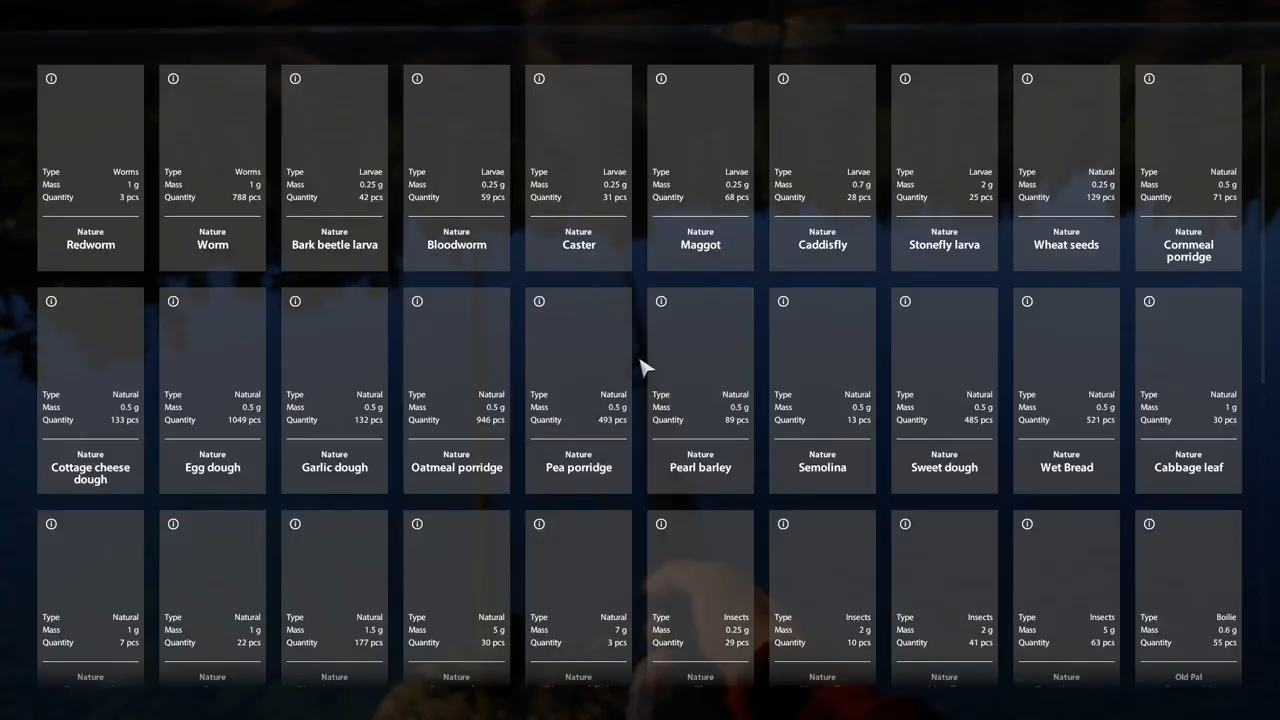 Type Worms
Mass 1 g
Quantity 3 pcs
Nature
Redworm
Type Worms
Mass 1 g
Quantity 788 pcs
Nature
Worm
Type Larvae
Mass 0.25 g
Quantity 42 pcs
Nature
Bark beetle larva
Type Larvae
Mass 0.25 g
Quantity 59 pcs
Nature
Bloodworm
Type Larvae
Mass 0.25 g
Quantity 31 pcs
Nature
Caster
Type Larvae
Mass 0.25 g
Quantity 68 pcs
Nature
Maggot
Type Larvae
Mass 0.7 g
Quantity 28 pcs
Nature
Caddisfly
Type Larvae
Mass 2 g
Quantity 25 pcs
Nature
Stonefly larva
Type Natural
Mass 0.25 g
Quantity 129 pcs
Nature
Wheat seeds
Type Natural
Mass 0.5 g
Quantity 71 pcs
Nature
Cornmeal
porridge
Type Natural
Mass 0.5 g
Quantity 133 pcs
Nature
Cottage cheese
dough
Type Natural
Mass 0.5 g
Quantity 1049 pcs
Nature
Egg dough
Type Natural
Mass 0.5 g
Quantity 132 pcs
Nature
Garlic dough
Type Natural
Mass 0.5 g
Quantity 946 pcs
Nature
Oatmeal porridge
Type Natural
Mass 0.5 g
Quantity 493 pcs
Nature
Pea porridge
Type Natural
Mass 0.5 g
Quantity 89 pcs
Nature
Pearl barley
Type Natural
Mass 0.5 g
Quantity 13 pcs
Nature
Semolina
Type Natural
Mass 0.5 g
Quantity 485 pcs
Nature
Sweet dough
Type Natural
Mass 0.5 g
Quantity 521 pcs
Nature
Wet Bread
Type Natural
Mass 1 g
Quantity 30 pcs
Nature
Cabbage leaf
Type Natural
Mass 1 g
Quantity 7 pcs
Nature
Type Natural
Mass 1 g
Quantity 22 pcs
Nature
Type Natural
Mass 1.5 g
Quantity 177 pcs
Nature
Type Natural
Mass 5 g
Quantity 30 pcs
Nature
Type Natural
Mass 7 g
Quantity 3 pcs
Nature
Type Insects
Mass 0.25 g
Quantity 29 pcs
Nature
Type Insects
Mass 2 g
Quantity 10 pcs
Nature
Type Insects
Mass 2 g
Quantity 41 pcs
Nature
Type Insects
Mass 5 g
Quantity 63 pcs
Nature
Type Boilie
Mass 0.6 g
Quantity 55 pcs
Old Pal